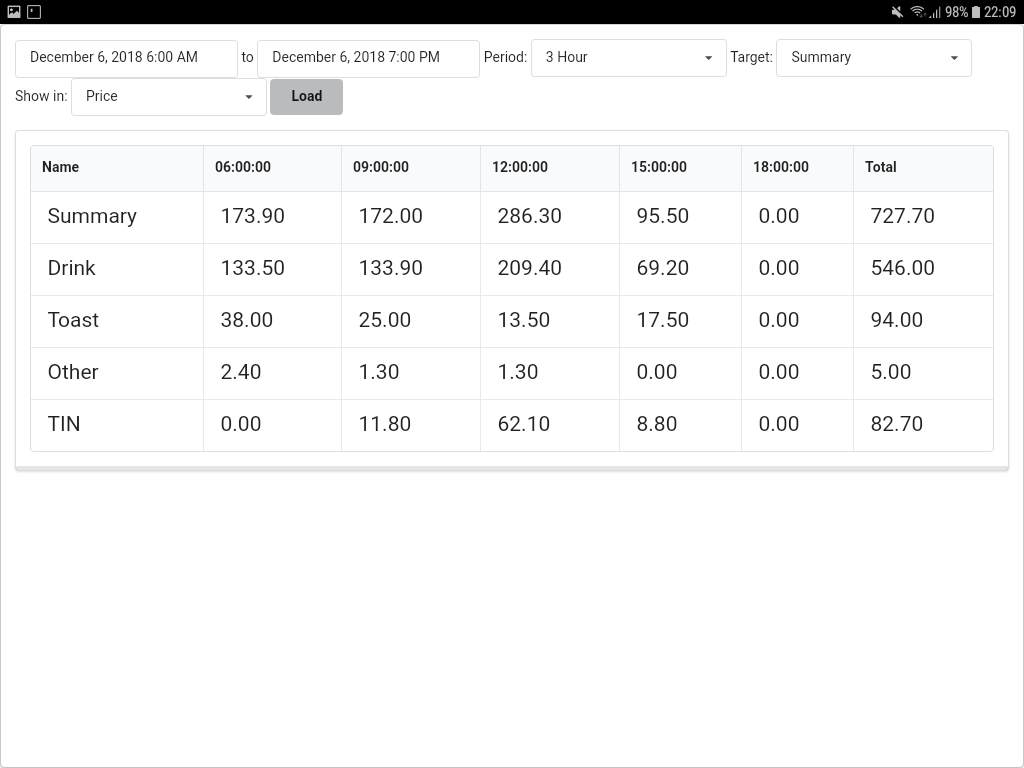 98% 22:09
December 6, 2018 6:00 AM to December 6, 2018 7:00 PM Period: 3 Hour Target: Summary
Show in: Price Load
Name 06:00:00 09:00:00 12:00:00 15:00:00 18:00:00 Total
Summary 173.90 172.00 286.30 95.50 0.00 727.70
Drink 133.50 133.90 209.40 69.20 0.00 546.00
Toast 38.00 25.00 13.50 17.50 0.00 94.00
Other 2.40 1.30 1.30 0.00 0.00 5.00
TIN 0.00 11.80 62.10 8.80 0.00 82.70